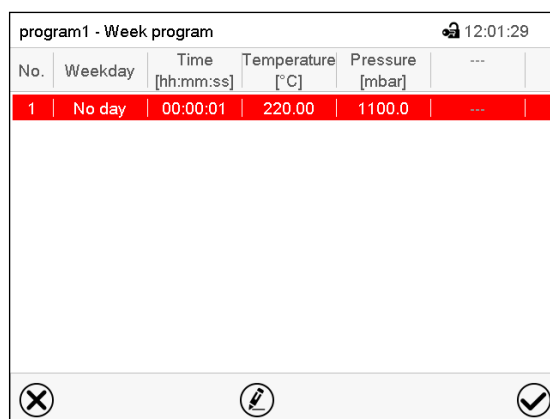 program1 - Week program 12:01:29
No. Weekday Time [hh:mm:ss] Temperature [°C] Pressure [mbar] ---
1 No day 00:00:01 220.00 1100.0 ---